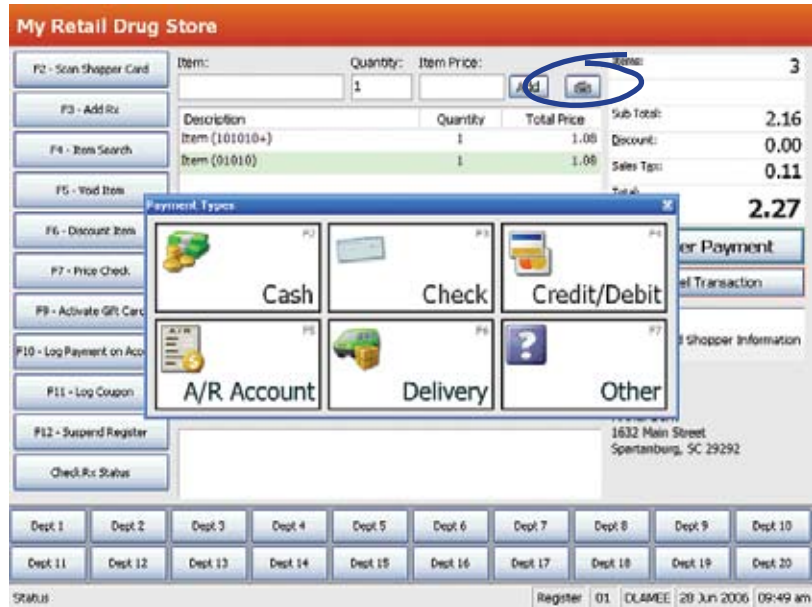 My Retail Drug Store
F2 - Scan Shopper Card
F3 - Add Rx
F4 - Item Search
F5 - Void Item
F6 - Discount Item
F7 - Price Check
F9 - Activate Gift Card
F10 - Log Payment on Acco
F11 - Log Coupon
F12 - Suspend Register
Check Rx Status
Item: Quantity: Item Price:
1
Add
Description Quantity Total Price
Item (101010+) 1 1.08
Item (01010) 1 1.08
Items: 3
Sub Total: 2.16
Discount: 0.00
Sales Tax: 0.11
Total: 2.27
er Payment
el Transaction
d Shopper Information
1632 Main Street
Spartanburg, SC 29292
Payment Types
F2 Cash
F3 Check
F4 Credit/Debit
F5 A/R Account
F6 Delivery
F7 Other
Dept 1 Dept 2 Dept 3 Dept 4 Dept 5 Dept 6 Dept 7 Dept 8 Dept 9 Dept 10
Dept 11 Dept 12 Dept 13 Dept 14 Dept 15 Dept 16 Dept 17 Dept 18 Dept 19 Dept 20
Status Register 01 DLAMEE 28 Jun 2006 09:49 am